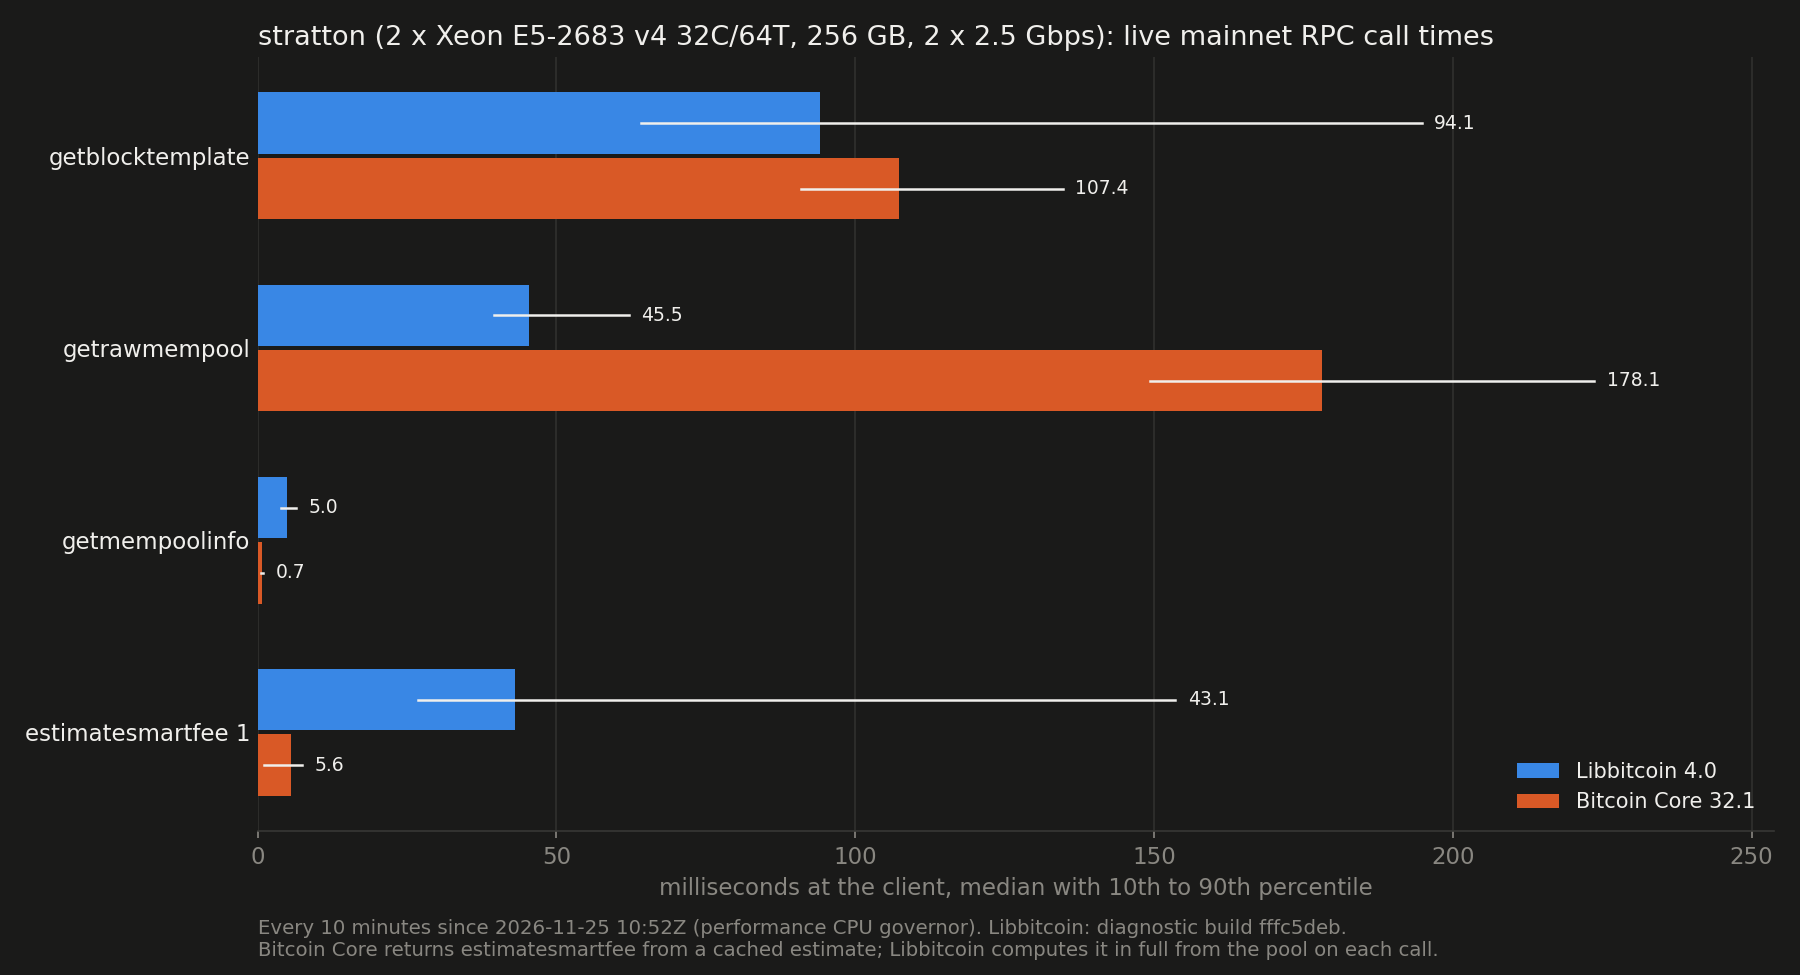 stratton (2 x Xeon E5-2683 v4 32C/64T, 256 GB, 2 x 2.5 Gbps): live mainnet RPC call times
getblocktemplate
94.1
107.4
getrawmempool
45.5
178.1
getmempoolinfo
5.0
0.7
estimatesmartfee 1
43.1
5.6
Libbitcoin 4.0
Bitcoin Core 32.1
0 50 100 150 200 250
milliseconds at the client, median with 10th to 90th percentile
Every 10 minutes since 2026-11-25 10:52Z (performance CPU governor). Libbitcoin: diagnostic build fffc5deb.
Bitcoin Core returns estimatesmartfee from a cached estimate; Libbitcoin computes it in full from the pool on each call.